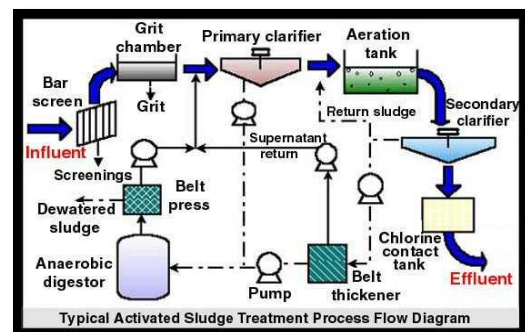 Grit
chamber
Primary clarifier
Aeration
tank
Bar
screen
Grit
Return sludge
Secondary
clarifier
Influent
Supernatant
return
Screenings
Belt
press
Dewatered
sludge
Chlorine
contact
tank
Anaerobic
digestor
Pump
Belt
thickener
Effluent
Typical Activated Sludge Treatment Process Flow Diagram